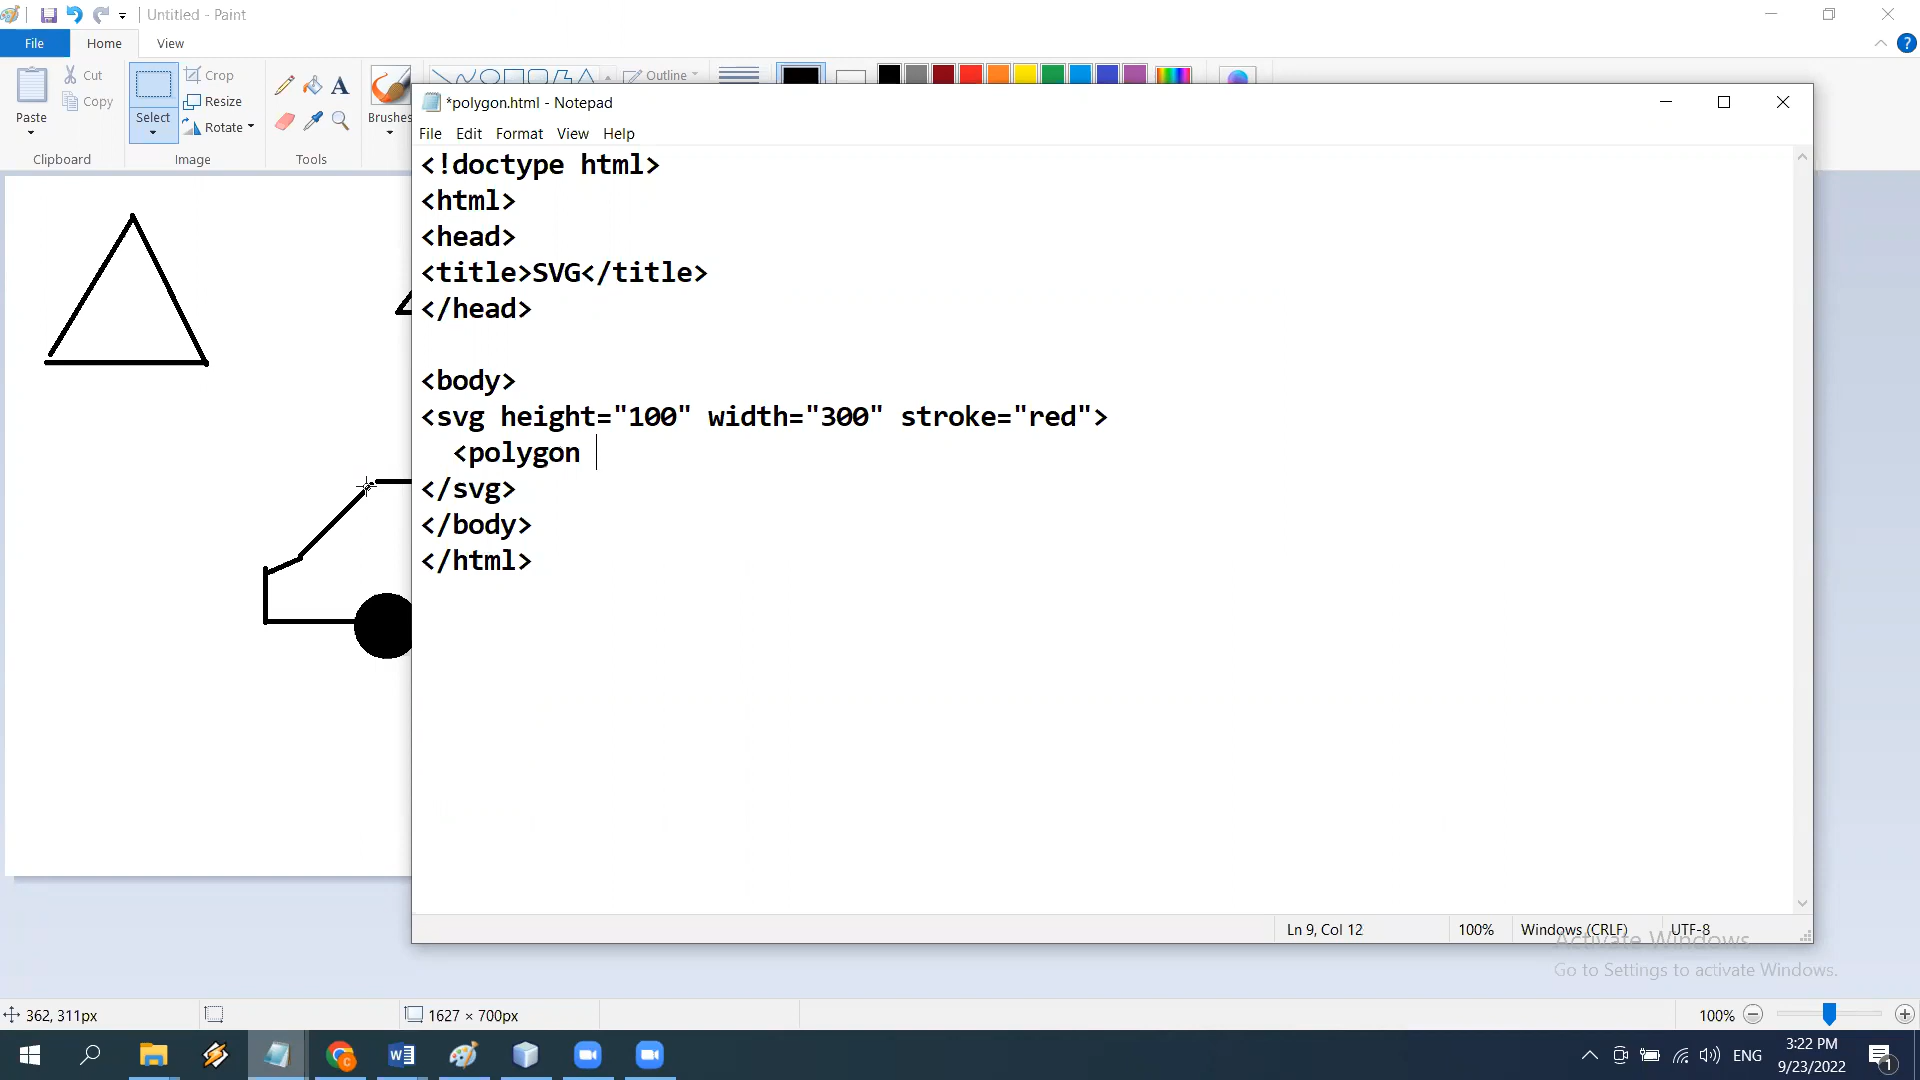 Untitled - Paint
File Home View
Paste
Cut
Copy
Clipboard
Select
Crop
Resize
Rotate
Image
Tools
Brushes
Outline
*polygon.html - Notepad
File Edit Format View Help
<!doctype html>
<html>
<head>
<title>SVG</title>
</head>
<body>
<svg height="100" width="300" stroke="red">
<polygon
</svg>
</body>
</html>
Ln 9, Col 12 100% Windows (CRLF) UTF-8
Activate Windows
Go to Settings to activate Windows.
362, 311px 1627 × 700px 100%
ENG
3:22 PM
9/23/2022
1